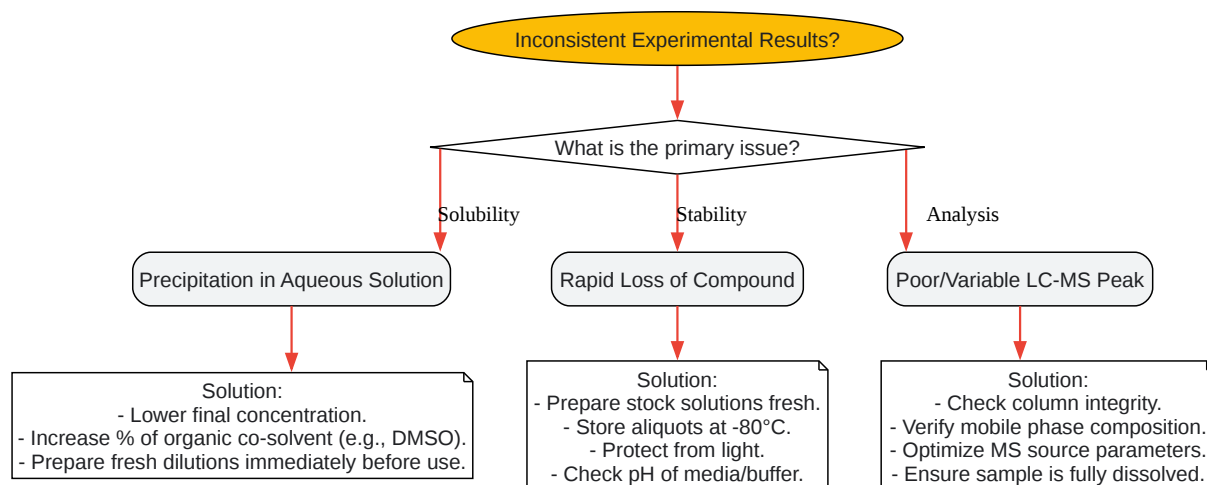 Inconsistent Experimental Results?
What is the primary issue?
Solubility
Stability
Analysis
Precipitation in Aqueous Solution
Rapid Loss of Compound
Poor/Variable LC-MS Peak
Solution:
- Lower final concentration.
- Increase % of organic co-solvent (e.g., DMSO).
- Prepare fresh dilutions immediately before use.
Solution:
- Prepare stock solutions fresh.
- Store aliquots at -80°C.
- Protect from light.
- Check pH of media/buffer.
Solution:
- Check column integrity.
- Verify mobile phase composition.
- Optimize MS source parameters.
- Ensure sample is fully dissolved.